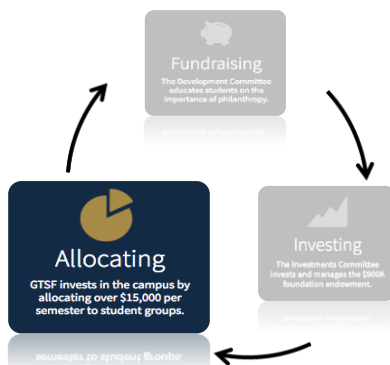 Fundraising
The Development Committee
educates students on the
importance of philanthropy.
Investing
The Investments Committee
invests and manages the $900K
foundation endowment.
Allocating
GTSF invests in the campus by
allocating over $15,000 per
semester to student groups.